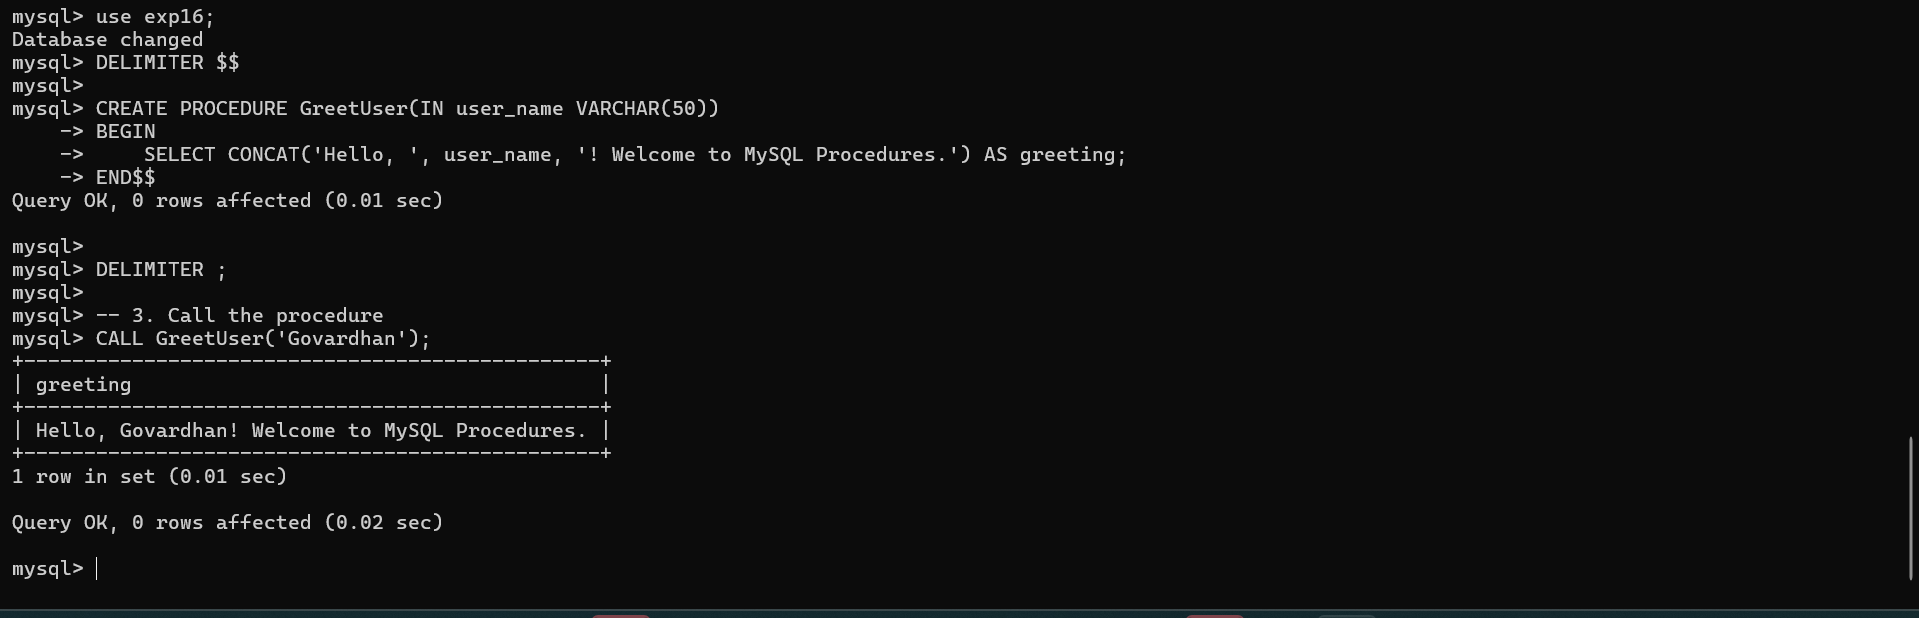 mysql> use exp16;
Database changed
mysql> DELIMITER $$
mysql>
mysql> CREATE PROCEDURE GreetUser(IN user_name VARCHAR(50))
    -> BEGIN
    ->     SELECT CONCAT('Hello, ', user_name, '! Welcome to MySQL Procedures.') AS greeting;
    -> END$$
Query OK, 0 rows affected (0.01 sec)

mysql>
mysql> DELIMITER ;
mysql>
mysql> -- 3. Call the procedure
mysql> CALL GreetUser('Govardhan');
+------------------------------------------------+
| greeting                                       |
+------------------------------------------------+
| Hello, Govardhan! Welcome to MySQL Procedures. |
+------------------------------------------------+
1 row in set (0.01 sec)

Query OK, 0 rows affected (0.02 sec)

mysql>